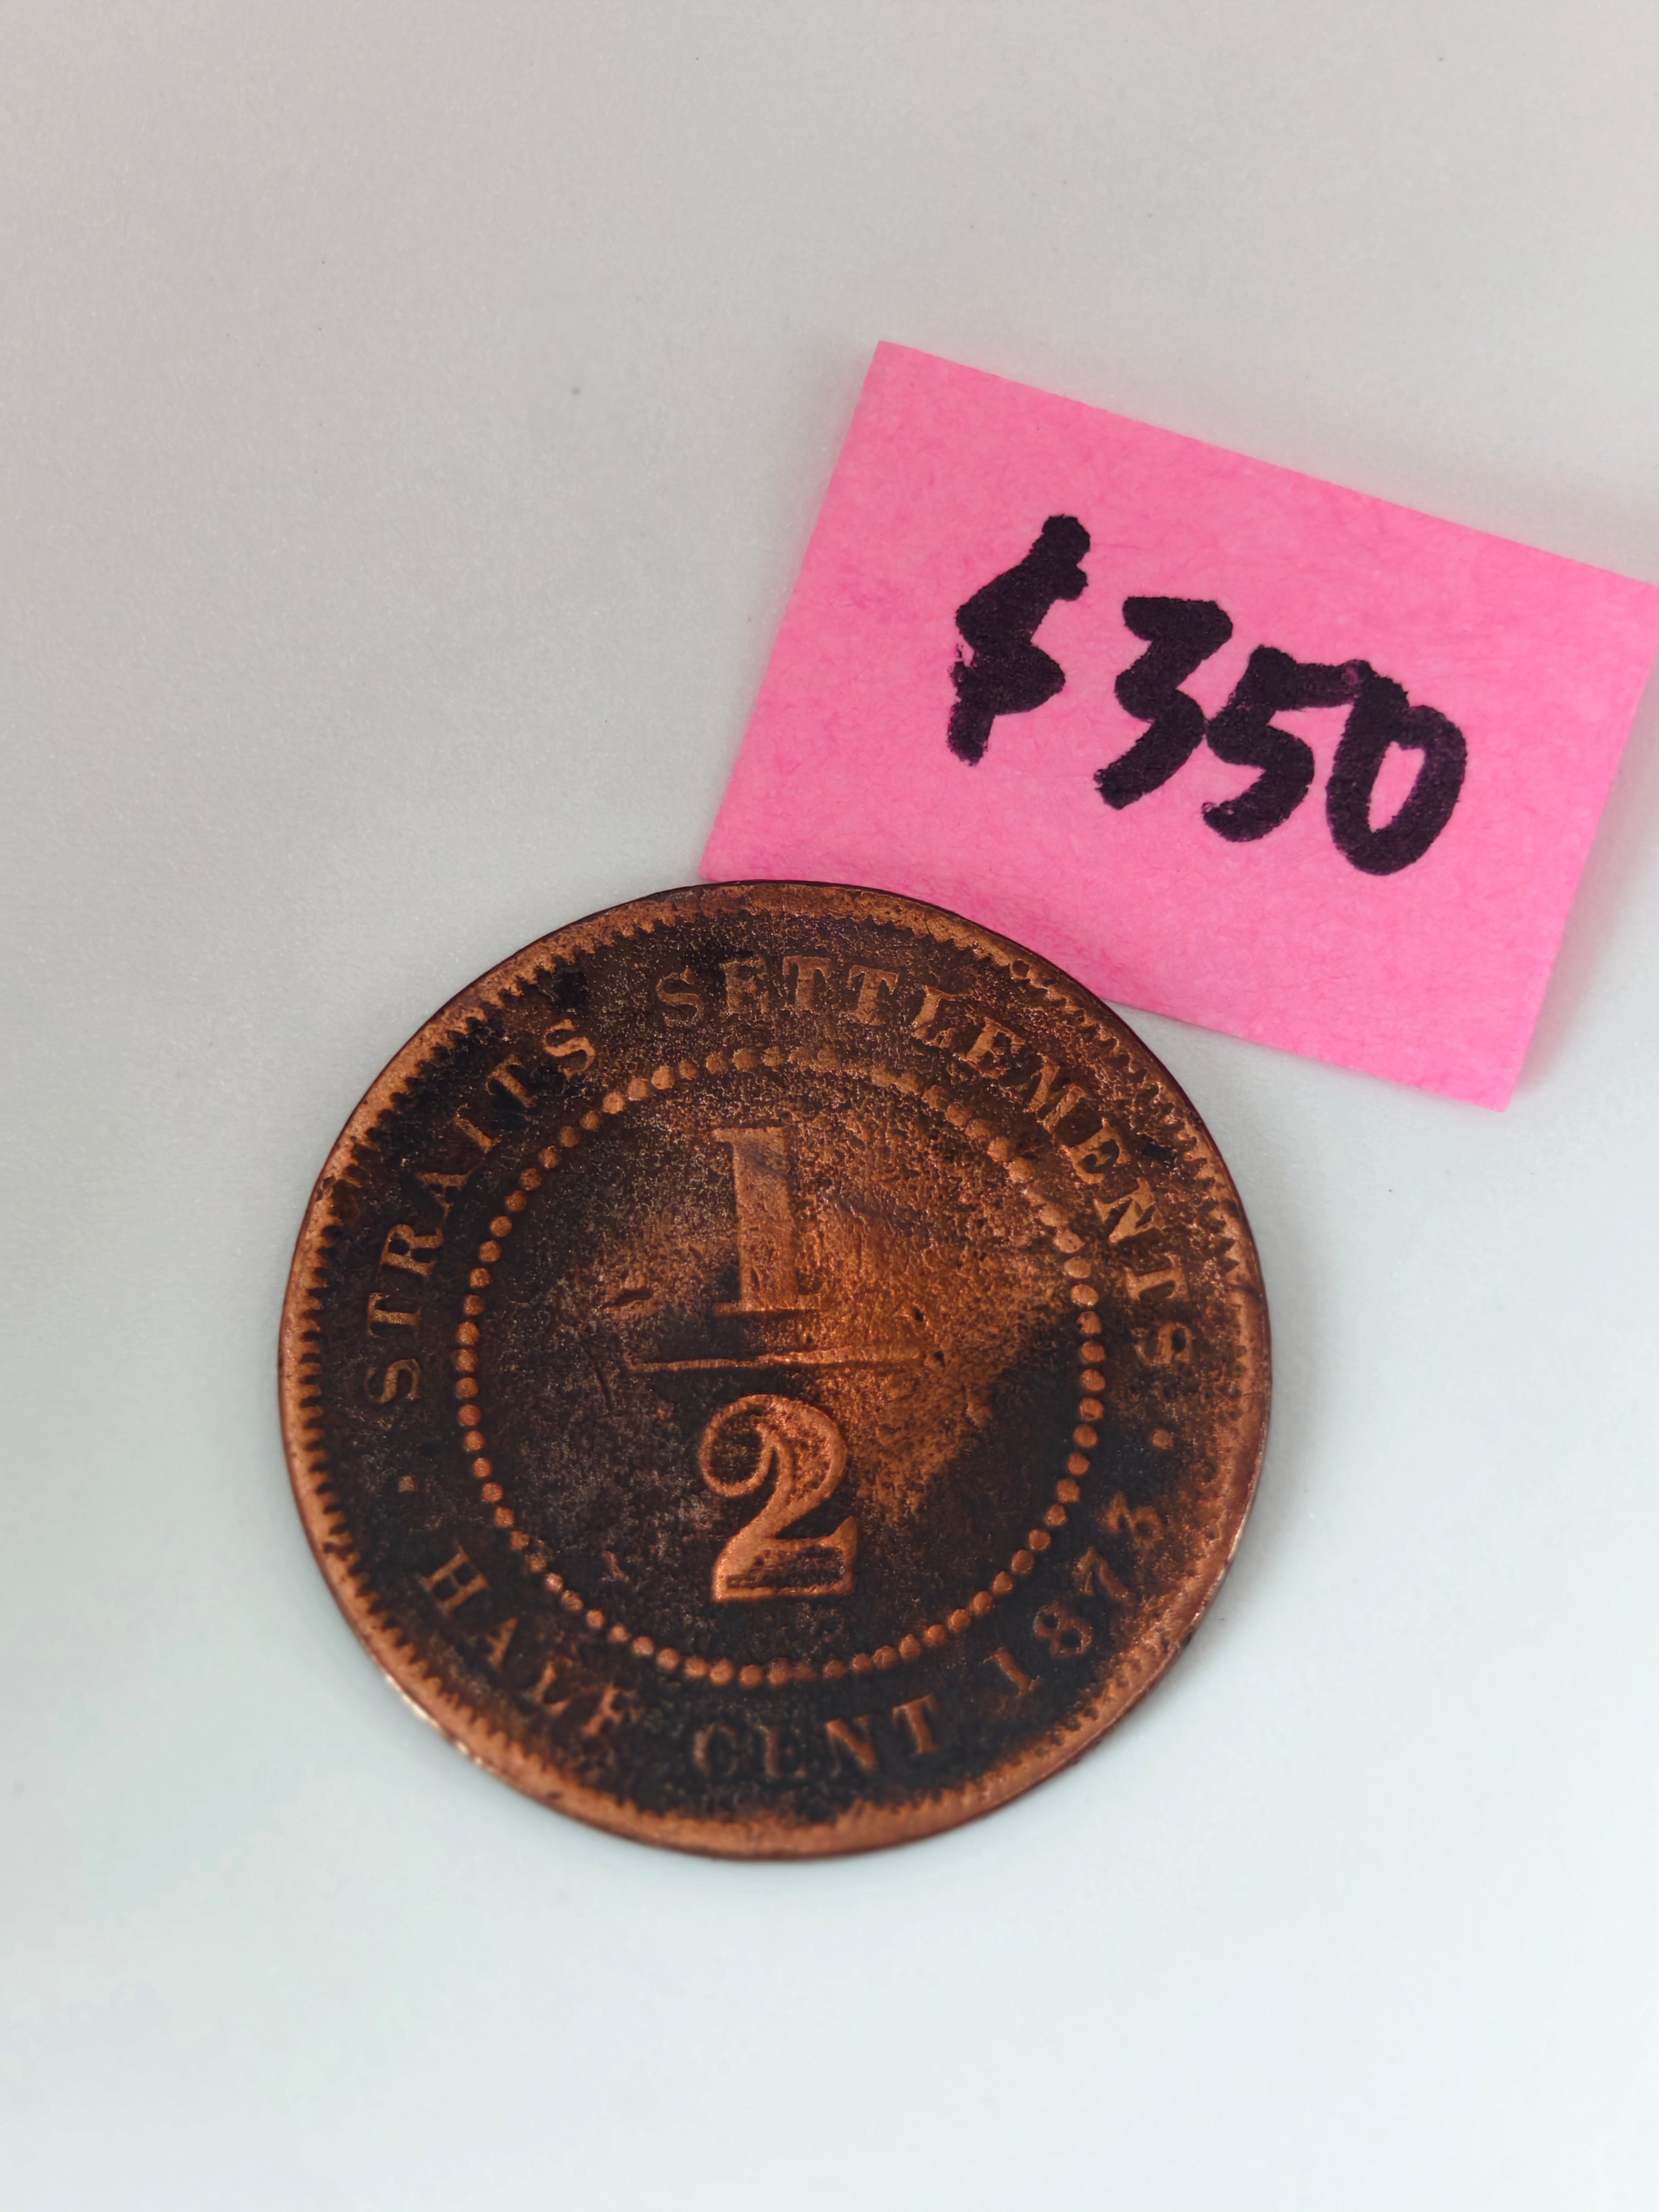 $350
STRAITS SETTLEMENTS
1
2
HALF CENT 1873